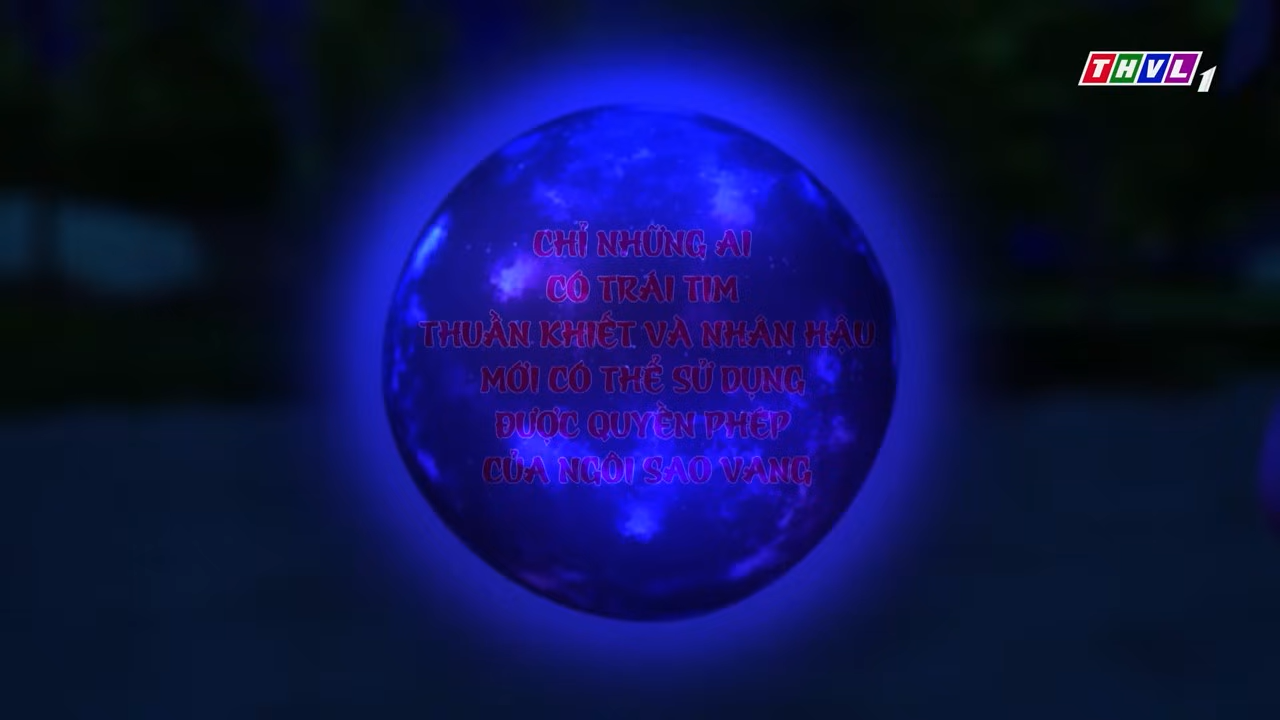 THVL1
CHỈ NHỮNG AI
CÓ TRÁI TIM
THUẦN KHIẾT VÀ NHÂN HẬU
MỚI CÓ THỂ SỬ DỤNG
ĐƯỢC QUYỀN PHÉP
CỦA NGÔI SAO VÀNG